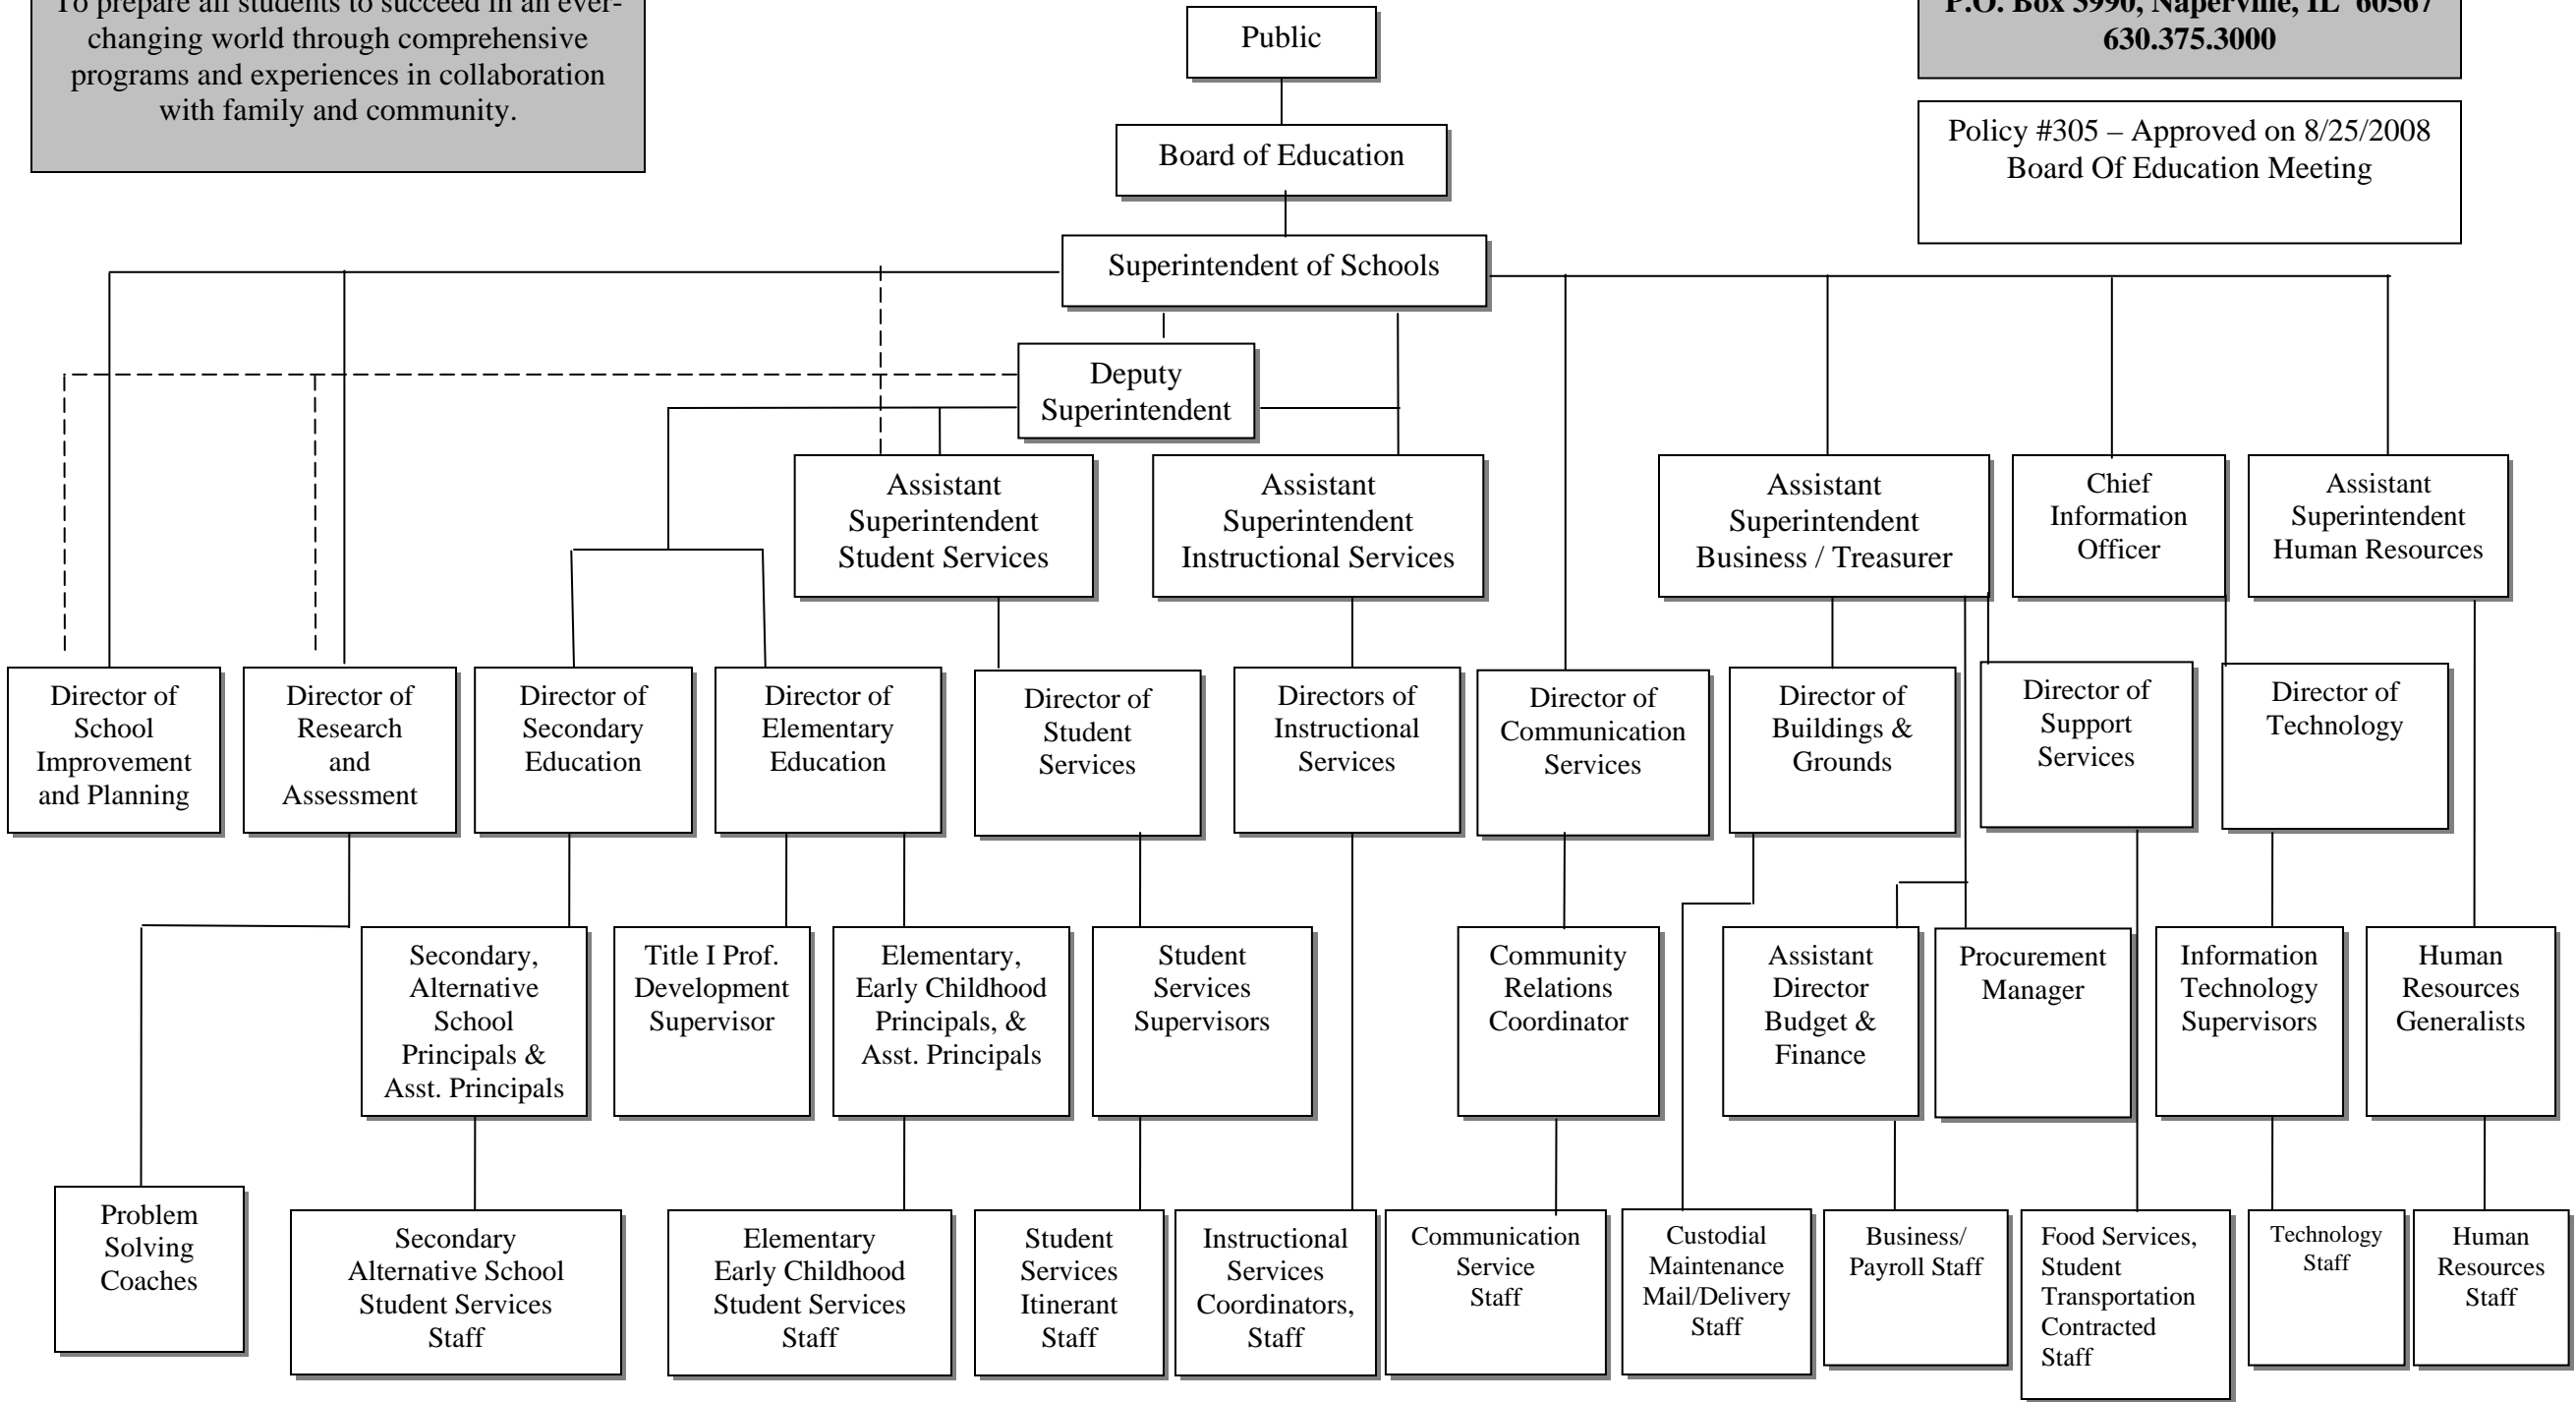 To prepare all students to succeed in an ever-
changing world through comprehensive
programs and experiences in collaboration
with family and community.
Public
P.O. Box 3990, Naperville, IL 60567
630.375.3000
Policy #305 – Approved on 8/25/2008
Board Of Education Meeting
Board of Education
Superintendent of Schools
Deputy
Superintendent
Assistant
Superintendent
Student Services
Assistant
Superintendent
Instructional Services
Assistant
Superintendent
Business / Treasurer
Chief
Information
Officer
Assistant
Superintendent
Human Resources
Director of
School
Improvement
and Planning
Director of
Research
and
Assessment
Director of
Secondary
Education
Director of
Elementary
Education
Director of
Student
Services
Directors of
Instructional
Services
Director of
Communication
Services
Director of
Buildings &
Grounds
Director of
Support
Services
Director of
Technology
Secondary,
Alternative
School
Principals &
Asst. Principals
Title I Prof.
Development
Supervisor
Elementary,
Early Childhood
Principals, &
Asst. Principals
Student
Services
Supervisors
Community
Relations
Coordinator
Assistant
Director
Budget &
Finance
Procurement
Manager
Information
Technology
Supervisors
Human
Resources
Generalists
Problem
Solving
Coaches
Secondary
Alternative School
Student Services
Staff
Elementary
Early Childhood
Student Services
Staff
Student
Services
Itinerant
Staff
Instructional
Services
Coordinators,
Staff
Communication
Service
Staff
Custodial
Maintenance
Mail/Delivery
Staff
Business/
Payroll Staff
Food Services,
Student
Transportation
Contracted
Staff
Technology
Staff
Human
Resources
Staff